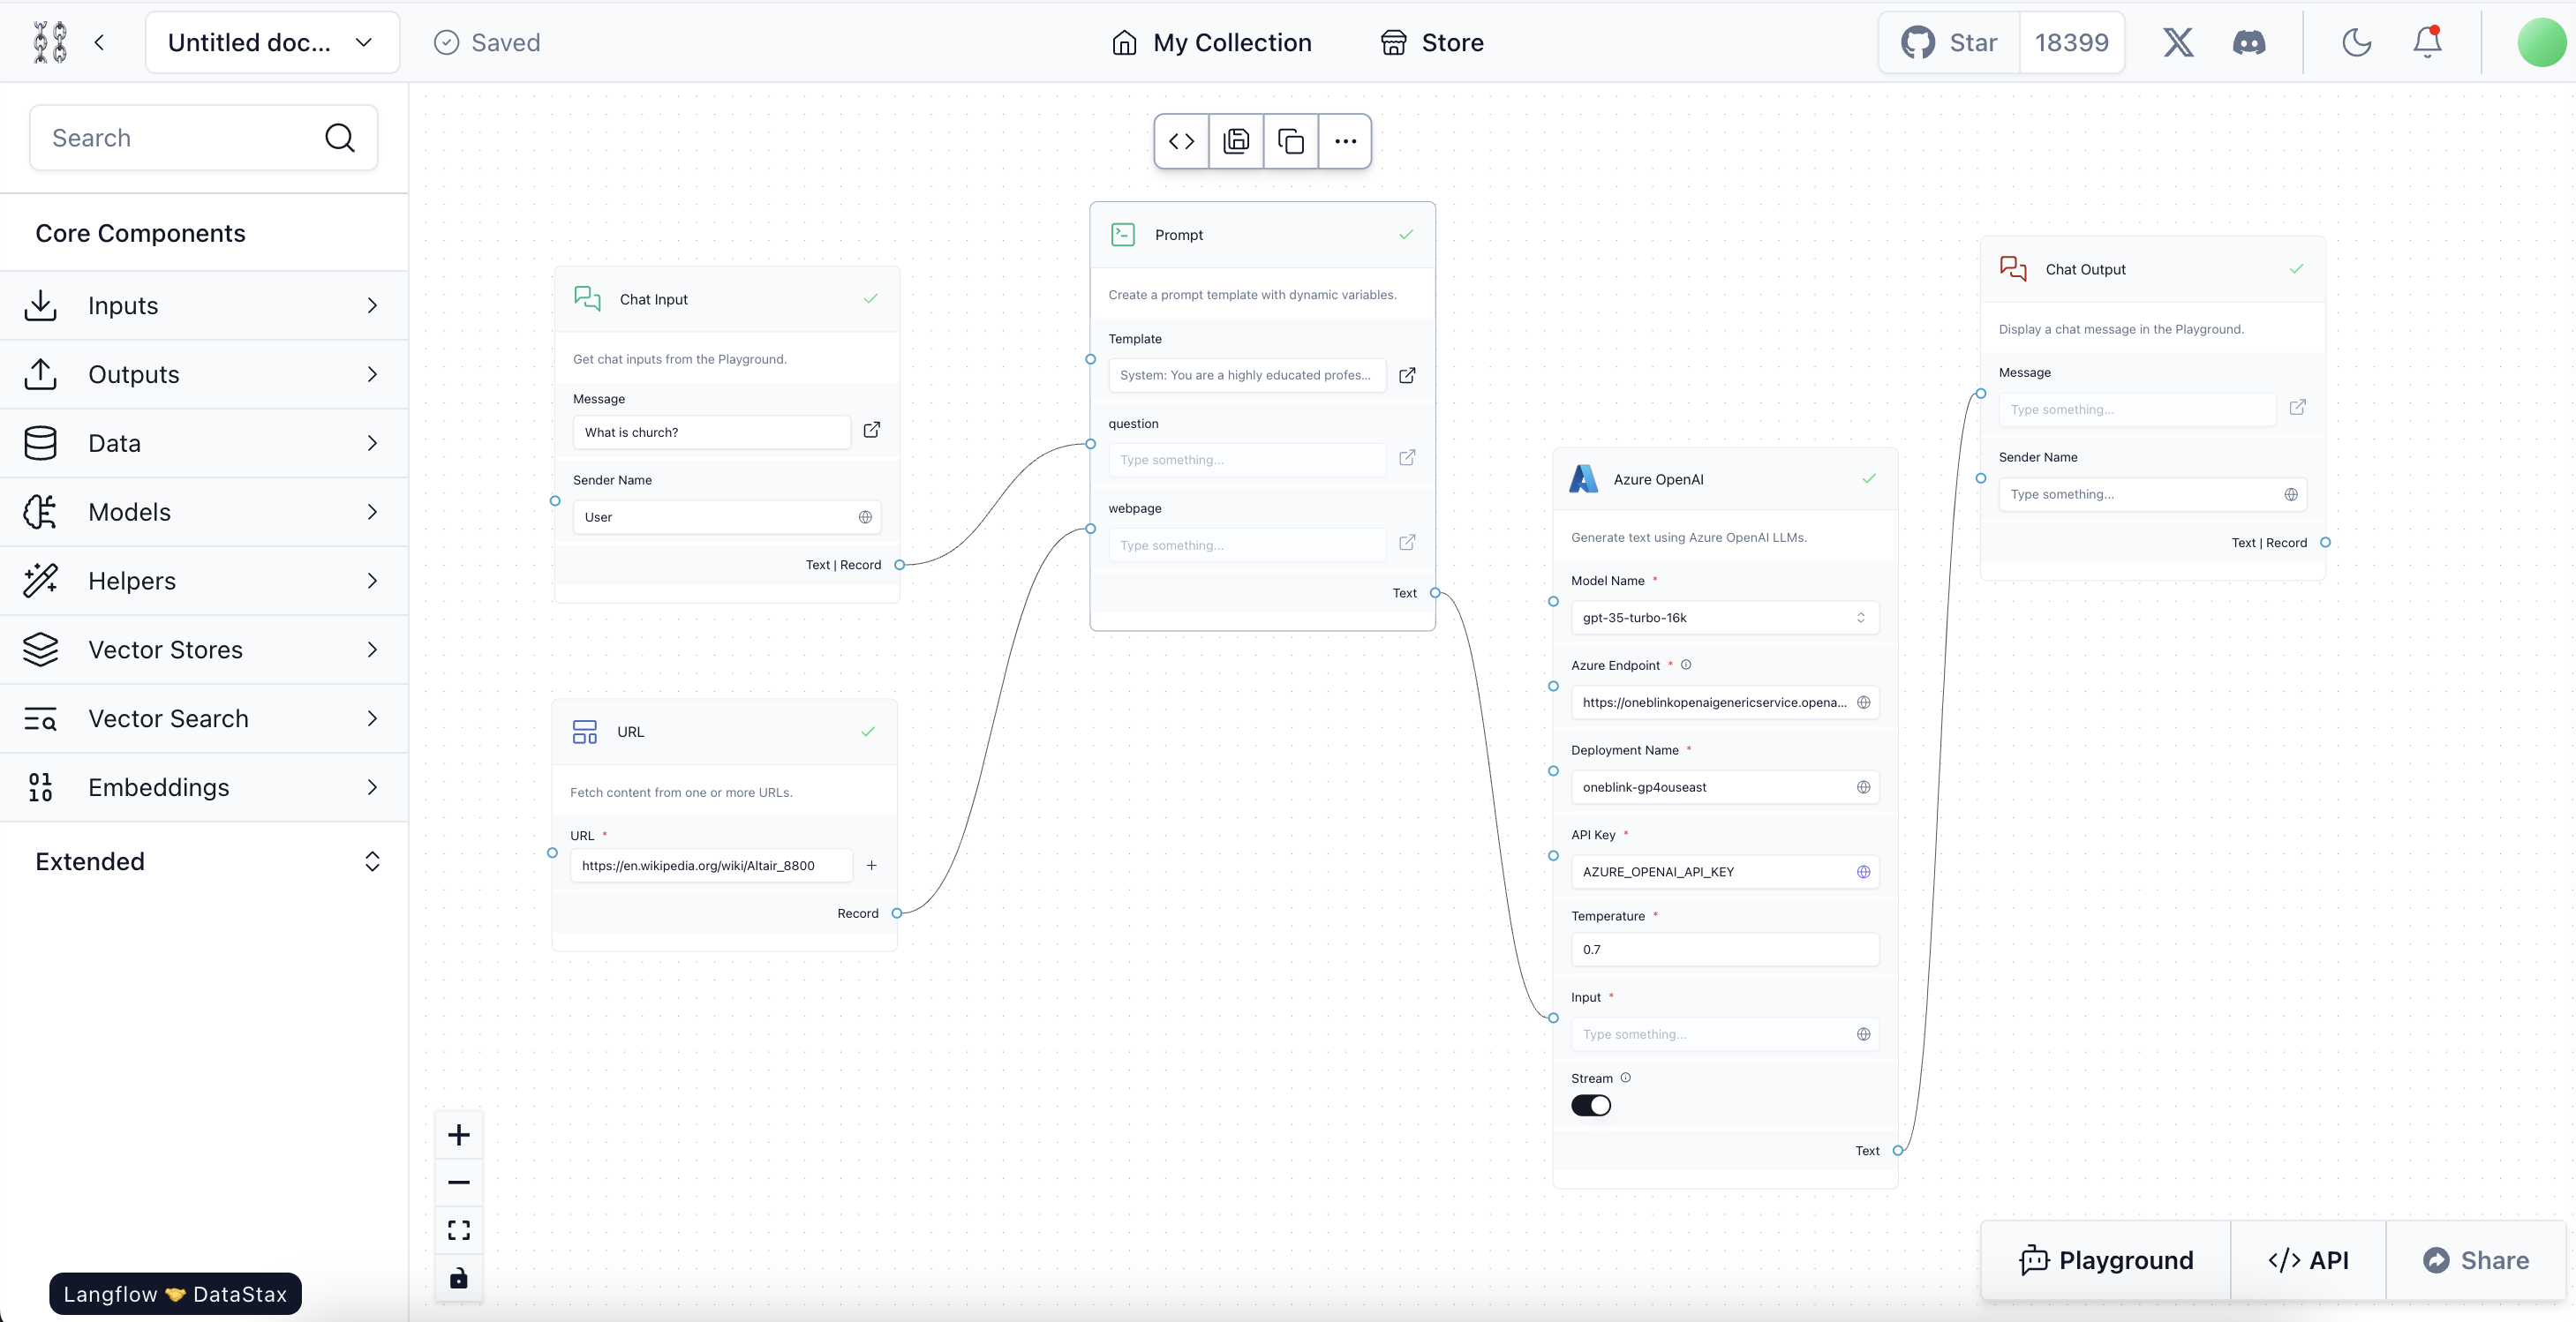 Untitled doc...
Saved
My Collection
Store
Star
18399
Search
Core Components
Inputs
Outputs
Data
Models
Helpers
Vector Stores
Vector Search
Embeddings
Extended
Langflow 🤝 DataStax
Chat Input
Get chat inputs from the Playground.
Message
What is church?
Sender Name
User
Text | Record
URL
Fetch content from one or more URLs.
URL *
https://en.wikipedia.org/wiki/Altair_8800
Record
Prompt
Create a prompt template with dynamic variables.
Template
System: You are a highly educated profes...
question
Type something...
webpage
Type something...
Text
Azure OpenAI
Generate text using Azure OpenAI LLMs.
Model Name *
gpt-35-turbo-16k
Azure Endpoint *
https://oneblinkopenaigenericservice.opena...
Deployment Name *
oneblink-gp4ouseast
API Key *
AZURE_OPENAI_API_KEY
Temperature *
0.7
Input *
Type something...
Stream
Text
Chat Output
Display a chat message in the Playground.
Message
Type something...
Sender Name
Type something...
Text | Record
Playground
</> API
Share